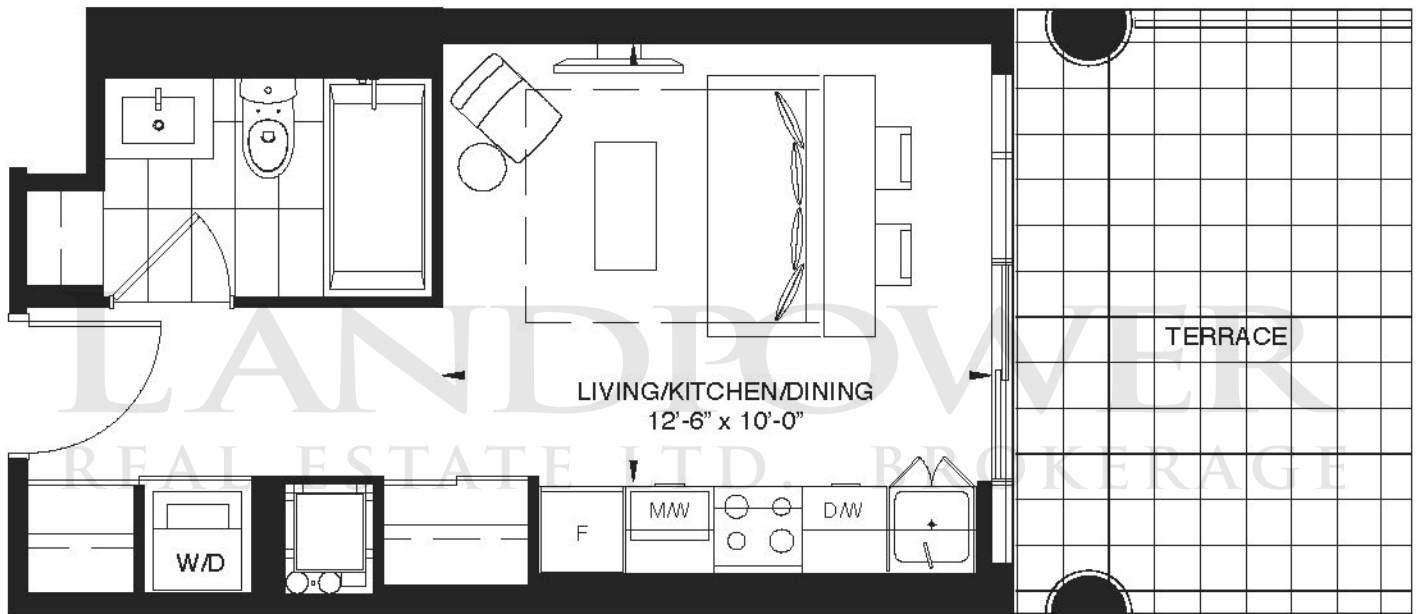 TERRACE
LIVING/KITCHEN/DINING
12'-6" x 10'-0"
LANDPOWER
REAL ESTATE LTD. BROKERAGE
F
M/W
D/W
W/D